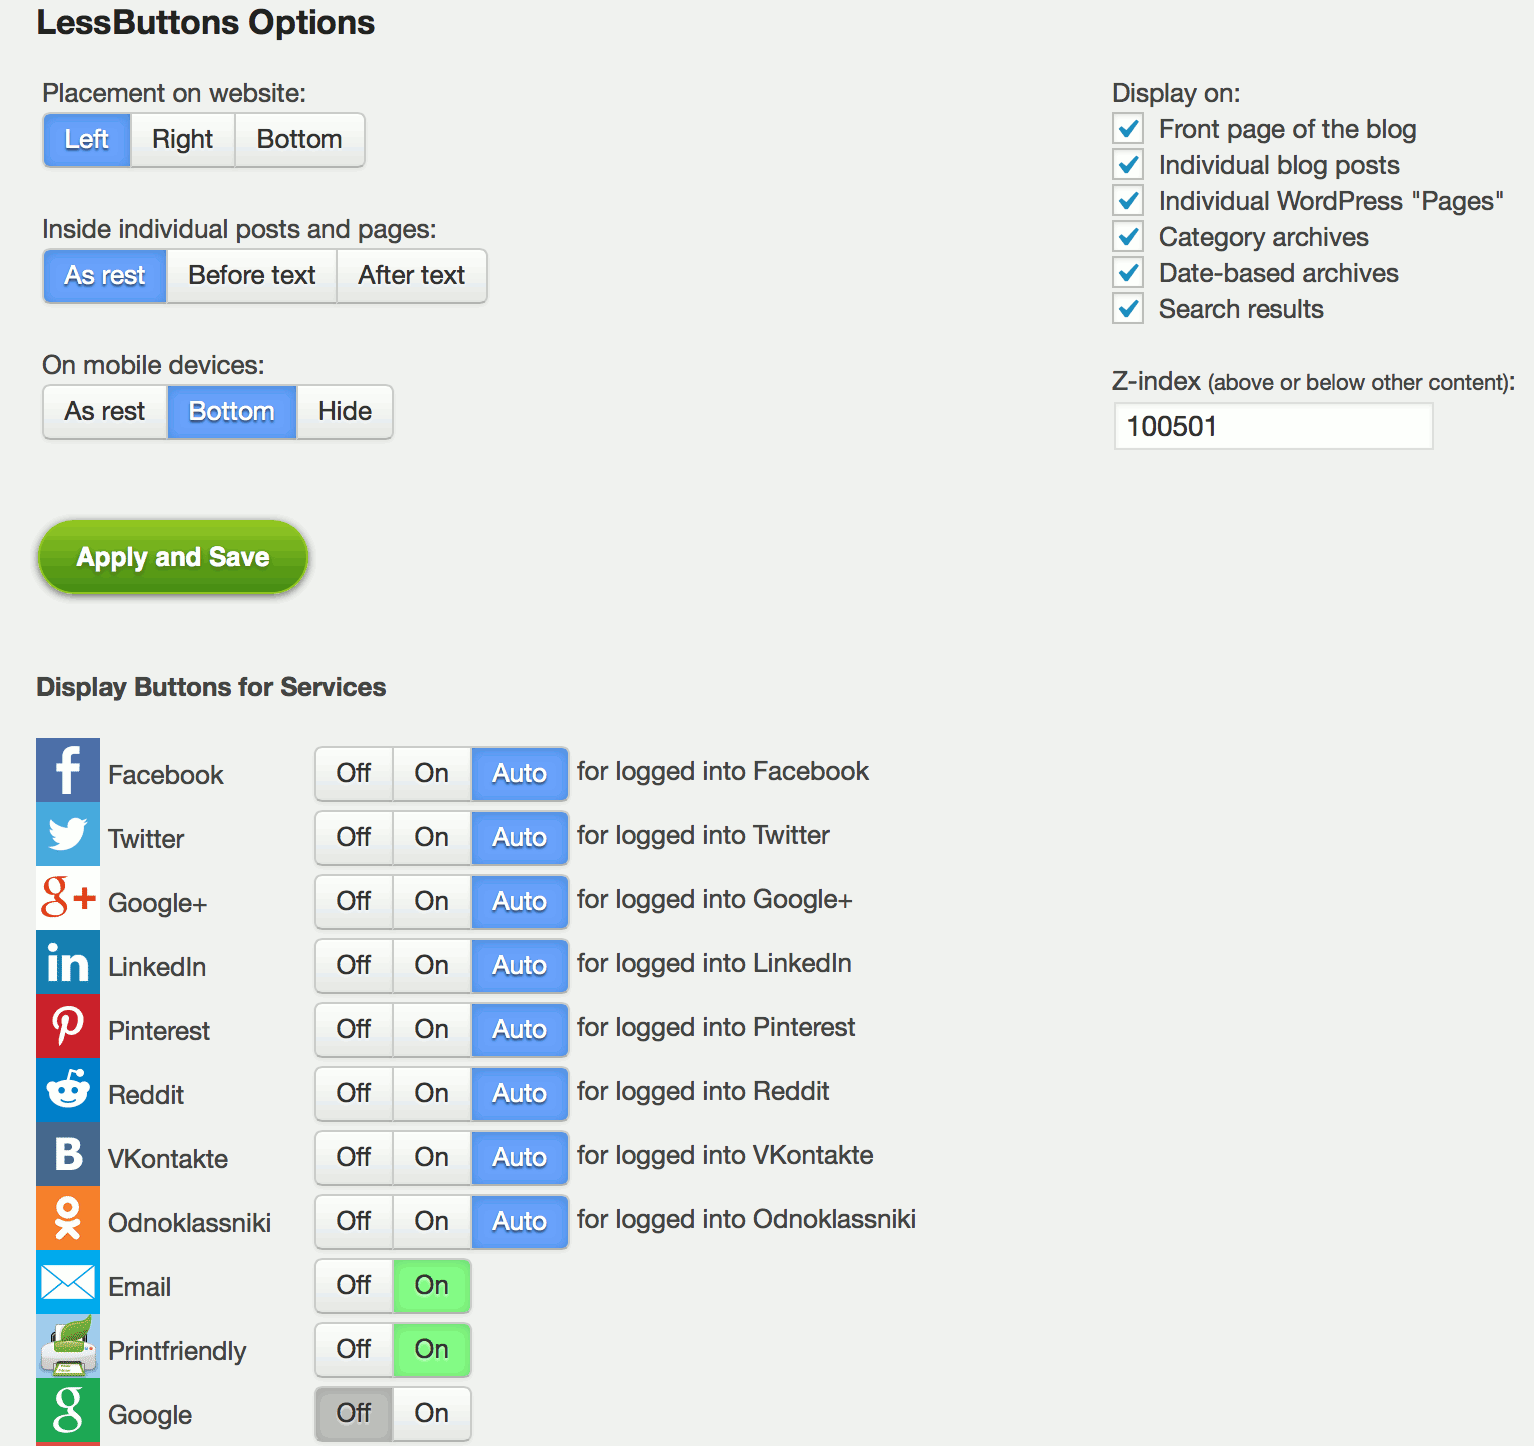 LessButtons Options
Placement on website:
Left Right Bottom
Inside individual posts and pages:
As rest Before text After text
On mobile devices:
As rest Bottom Hide
Display on:
Front page of the blog
Individual blog posts
Individual WordPress "Pages"
Category archives
Date-based archives
Search results
Z-index (above or below other content):
100501
Apply and Save
Display Buttons for Services
f Facebook Off On Auto for logged into Facebook
Twitter Off On Auto for logged into Twitter
g+ Google+ Off On Auto for logged into Google+
in LinkedIn Off On Auto for logged into LinkedIn
p Pinterest Off On Auto for logged into Pinterest
Reddit Off On Auto for logged into Reddit
B VKontakte Off On Auto for logged into VKontakte
Odnoklassniki Off On Auto for logged into Odnoklassniki
Email Off On
Printfriendly Off On
g Google Off On